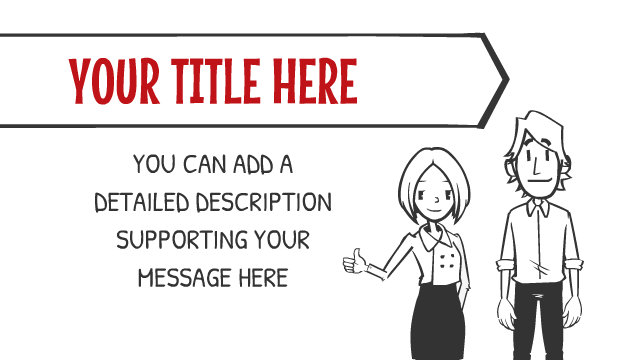 YOUR TITLE HERE
YOU CAN ADD A
DETAILED DESCRIPTION
SUPPORTING YOUR
MESSAGE HERE